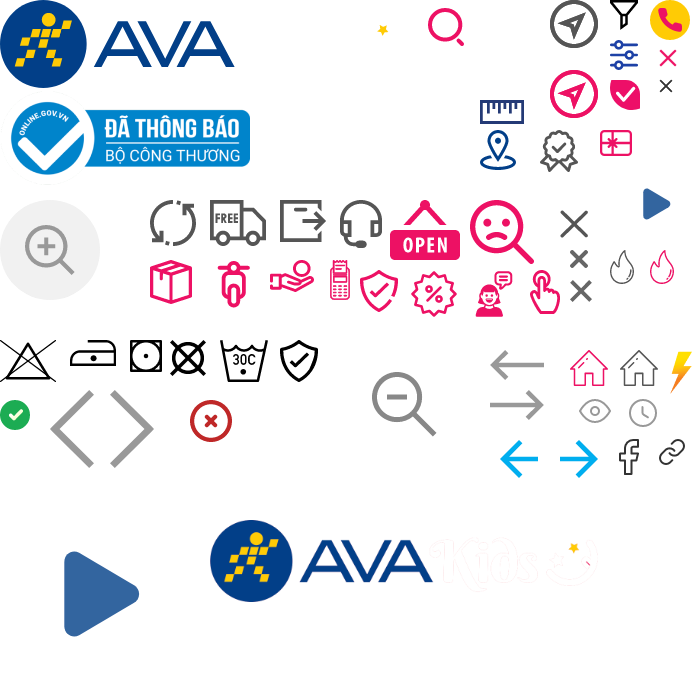 AVA
ONLINE.GOV.VN
ĐÃ THÔNG BÁO
BỘ CÔNG THƯƠNG
FREE
OPEN
30C
AVA Kids